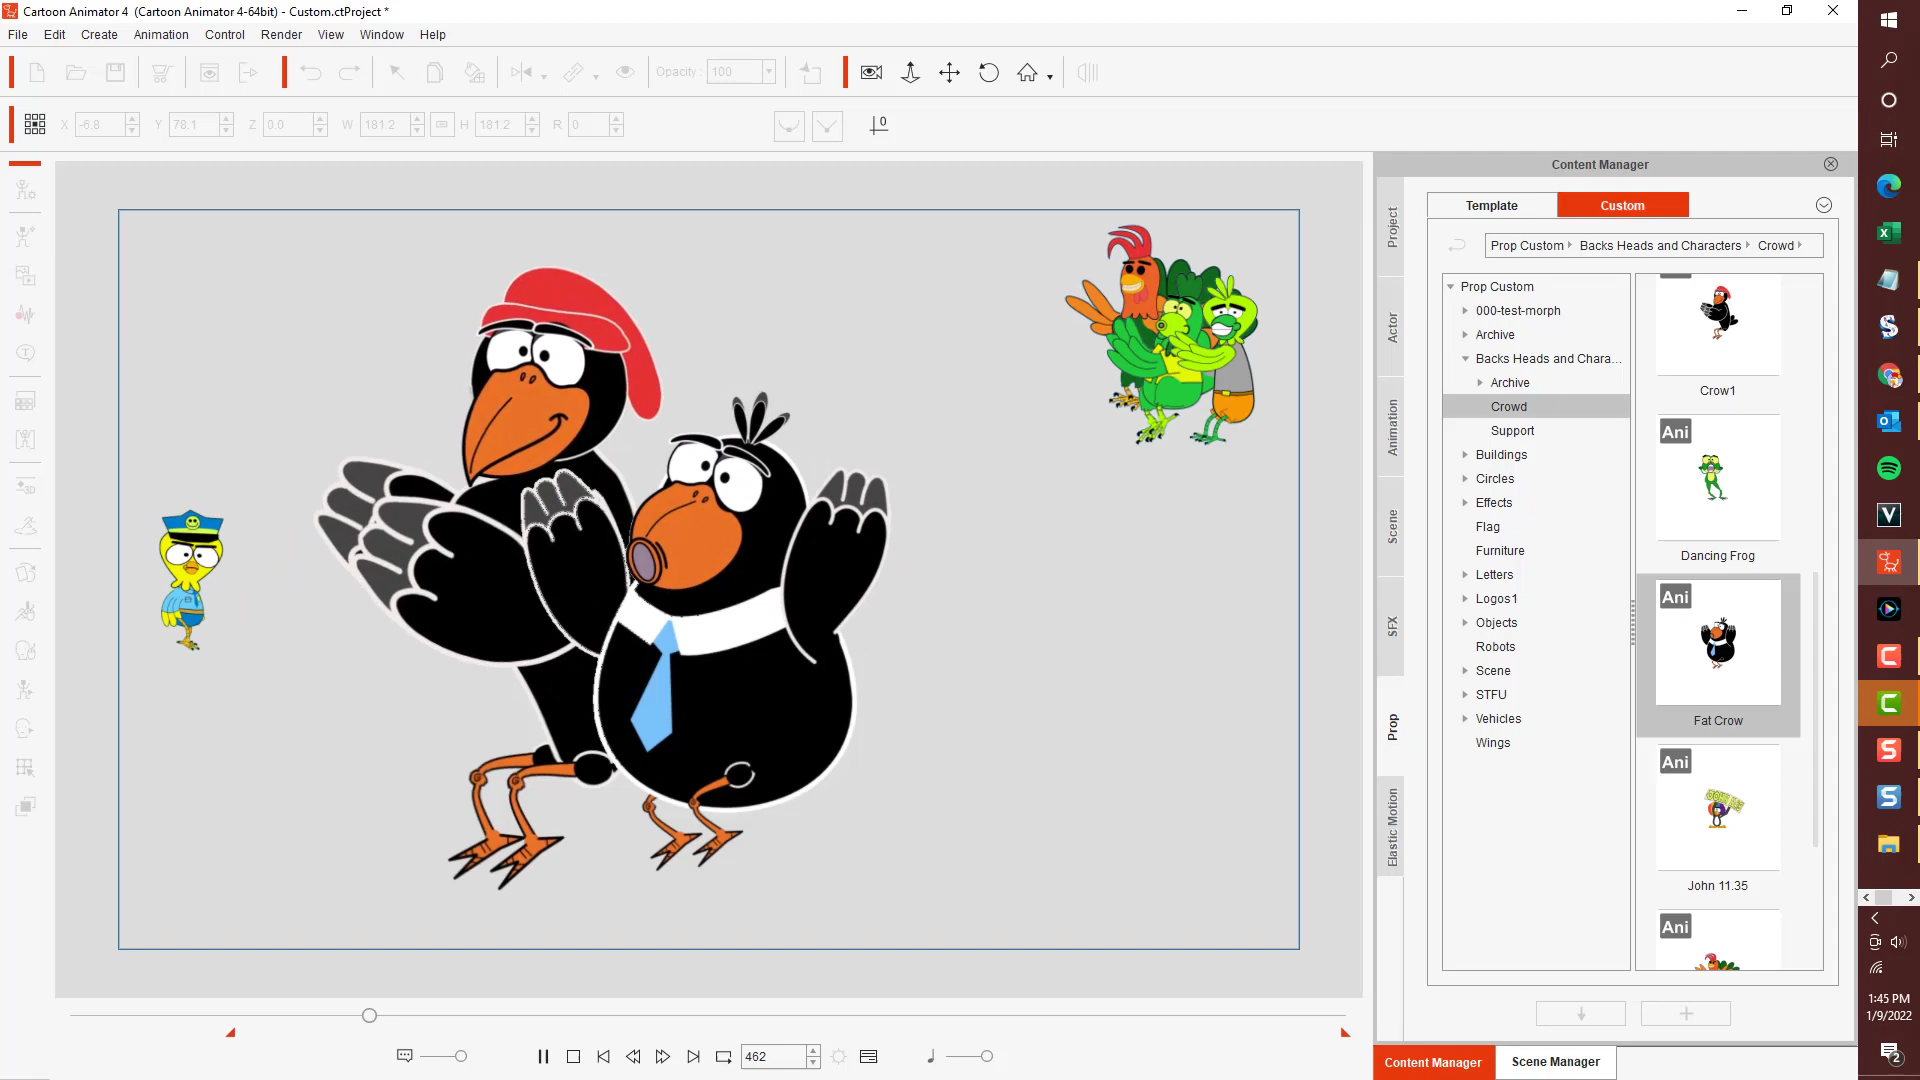 Cartoon Animator 4 (Cartoon Animator 4-64bit) - Custom.ctProject *
File Edit Create Animation Control Render View Window Help
Opacity : 100
X -6.8 Y 78.1 Z 0.0 W 181.2 H 181.2 R 0
0
Content Manager
Template Custom
Prop Custom Backs Heads and Characters Crowd
Project
Actor
Animation
Scene
SFX
Prop
Elastic Motion
Prop Custom
000-test-morph
Archive
Backs Heads and Chara...
Archive
Crowd
Support
Buildings
Circles
Effects
Flag
Furniture
Letters
Logos1
Objects
Robots
Scene
STFU
Vehicles
Wings
Crow1
Ani
Dancing Frog
Ani
Fat Crow
Ani
John 11.35
Ani
462
Content Manager Scene Manager
1:45 PM
1/9/2022
2